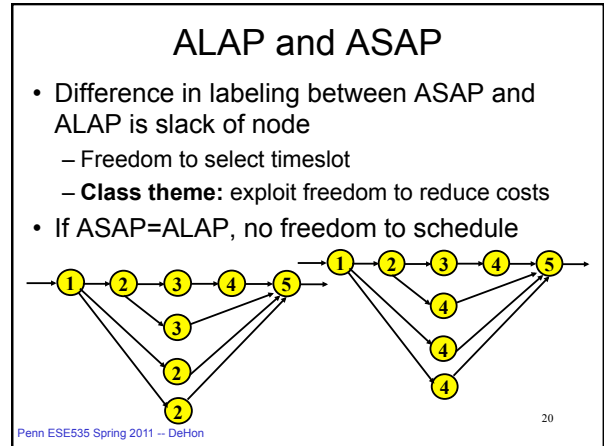 ALAP and ASAP
• Difference in labeling between ASAP and
ALAP is slack of node
– Freedom to select timeslot
– Class theme: exploit freedom to reduce costs
• If ASAP=ALAP, no freedom to schedule
1 2 3 4 5
3
2
2
1 2 3 4 5
4
4
4
Penn ESE535 Spring 2011 -- DeHon
20